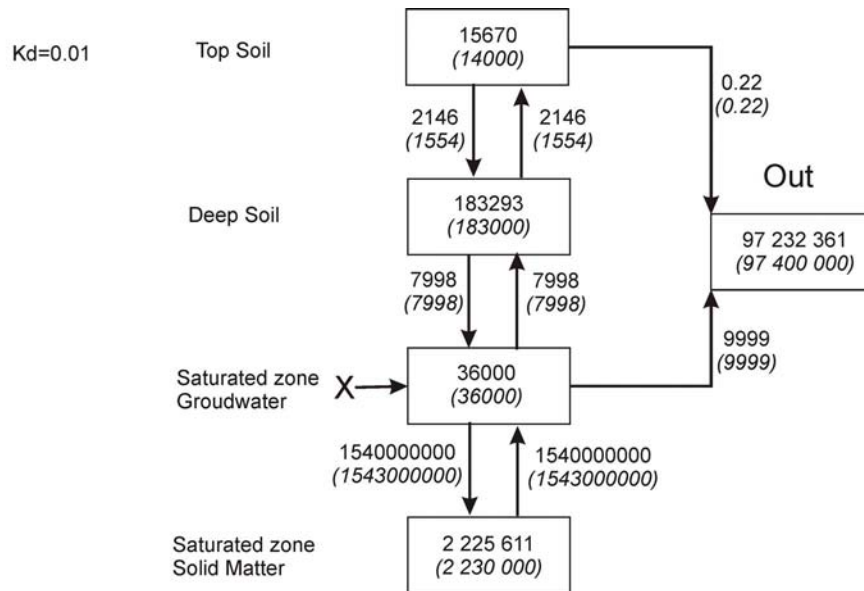 Kd=0.01
Top Soil
15670
(14000)
0.22
(0.22)
2146
(1554)
2146
(1554)
Out
Deep Soil
183293
(183000)
97 232 361
(97 400 000)
7998
(7998)
7998
(7998)
9999
(9999)
Saturated zone
Groudwater
X
36000
(36000)
1540000000
(1543000000)
1540000000
(1543000000)
Saturated zone
Solid Matter
2 225 611
(2 230 000)